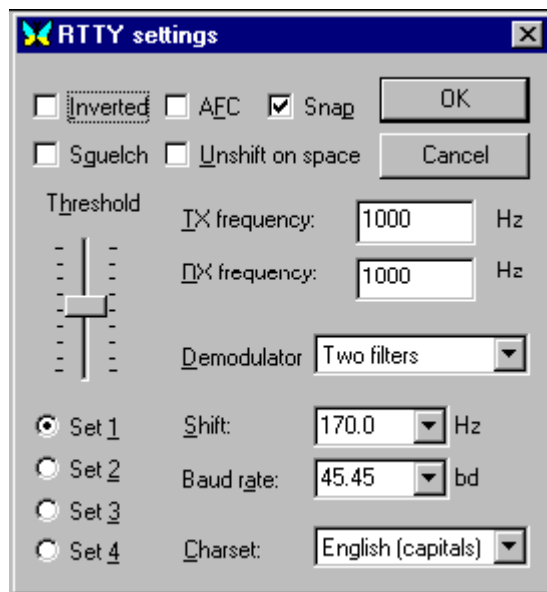 RTTY settings
Inverted AFC Snap OK
Sguelch Unshift on space Cancel
Threshold
TX frequency: 1000 Hz
ПX frequency: 1000 Hz
Demodulator Two filters
Set 1 Shift: 170.0 Hz
Set 2 Baud rate: 45.45 bd
Set 3
Set 4 Charset: English (capitals)